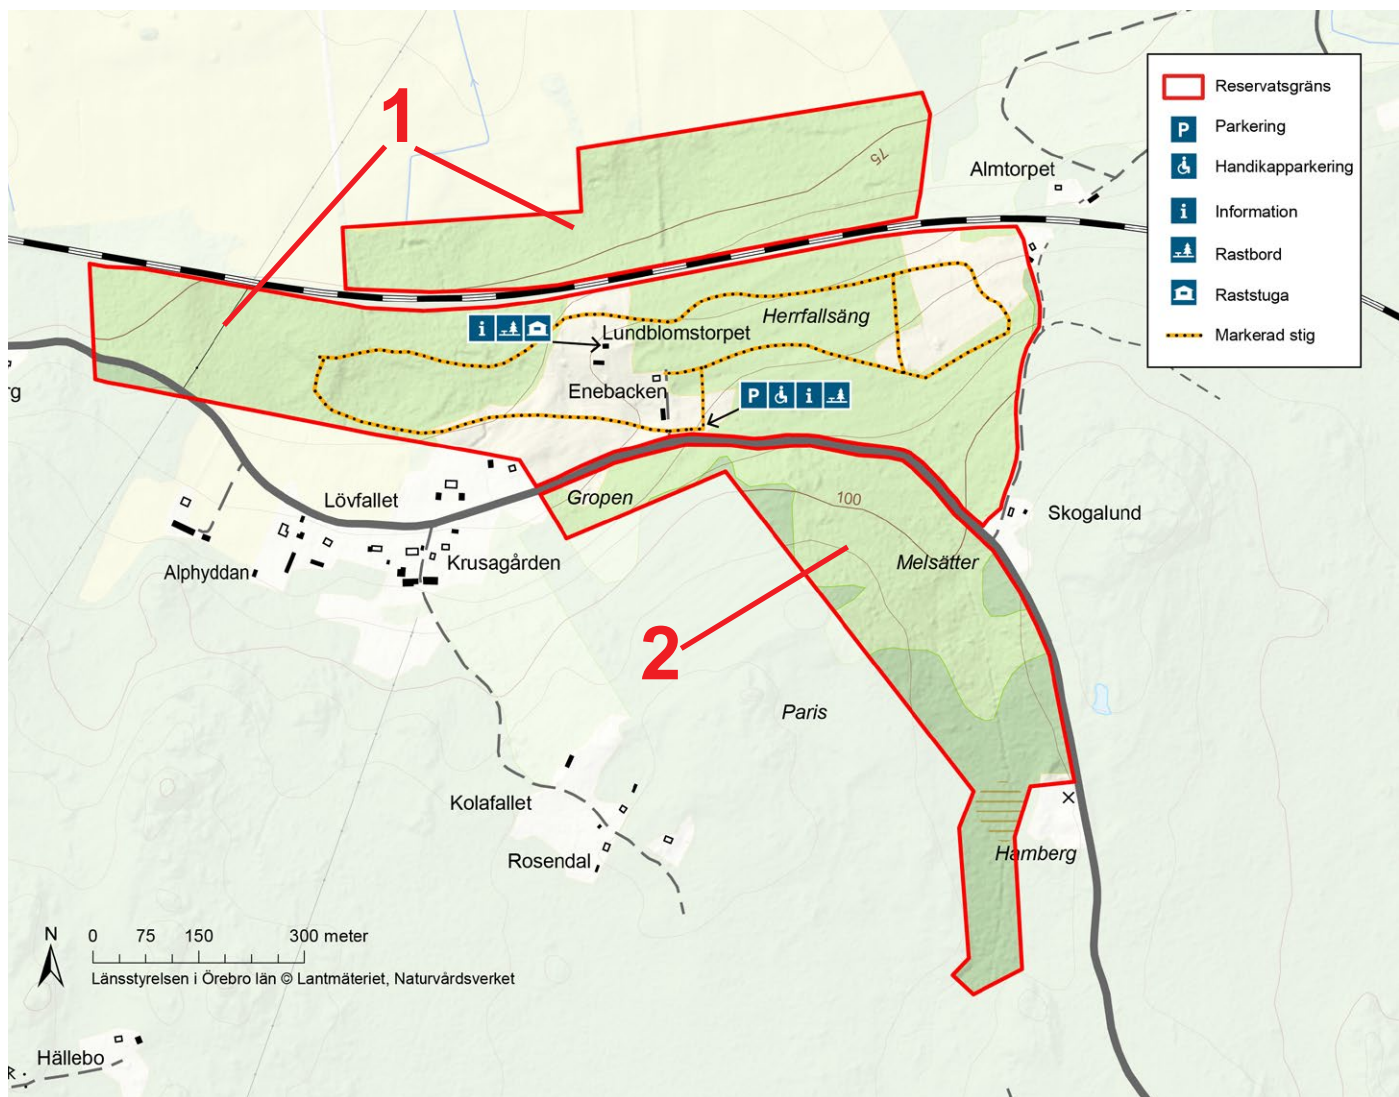 1
Reservatsgräns
P
Parkering
Handikapparkering
i
Information
Rastbord
Raststuga
Markerad stig
75
Almtorpet
Herrfallsäng
i
Lundblomstorpet
Enebacken
P i
rg
Lövfallet
Gropen
100
Skogalund
Alphyddan
Krusagården
Melsätter
2
Paris
Kolafallet
Rosendal
Hamberg
N
0 75 150 300 meter
Länsstyrelsen i Örebro län © Lantmäteriet, Naturvårdsverket
Hällebo